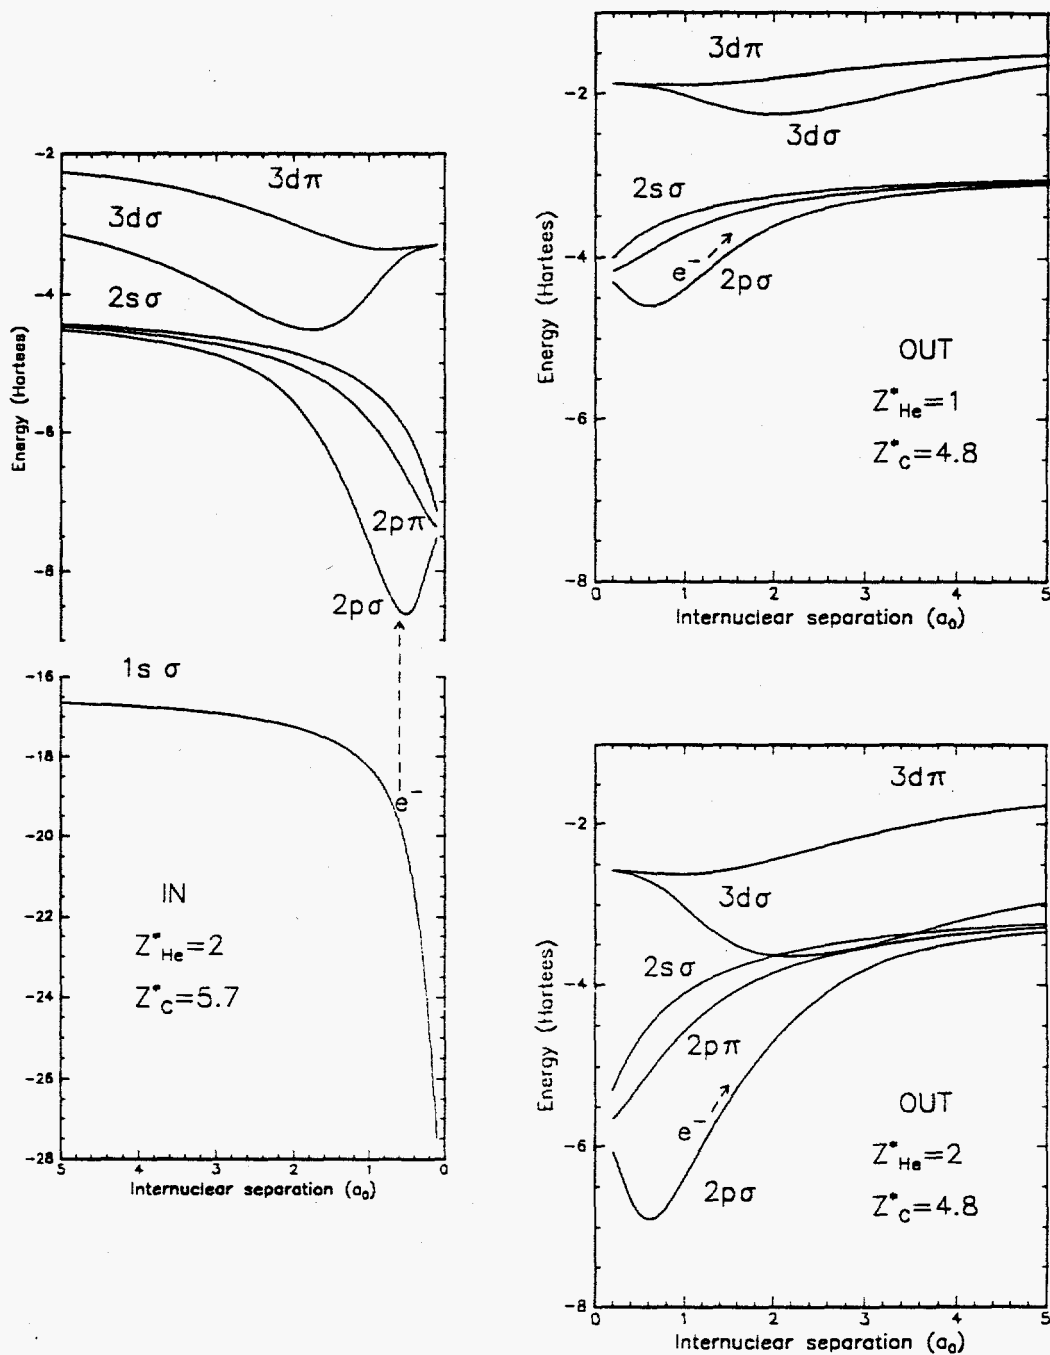 -2
3dπ
3dσ
-4
2sσ
Energy (Hartees)
-6
2pπ
-8
2pσ
1s σ
-16
-18
e⁻
-20
IN
-22
Z*He=2
-24
Z*C=5.7
-26
-28
5 4 3 2 1 0
Internuclear separation (a₀)
3dπ
-2
3dσ
2sσ
-4
e⁻
2pσ
Energy (Hartees)
OUT
Z*He=1
-6
Z*C=4.8
-8
0 1 2 3 4 5
Internuclear separation (a₀)
3dπ
-2
3dσ
2sσ
-4
2pπ
Energy (Hartees)
e⁻
OUT
-6
Z*He=2
2pσ
Z*C=4.8
-8
0 1 2 3 4 5
Internuclear separation (a₀)